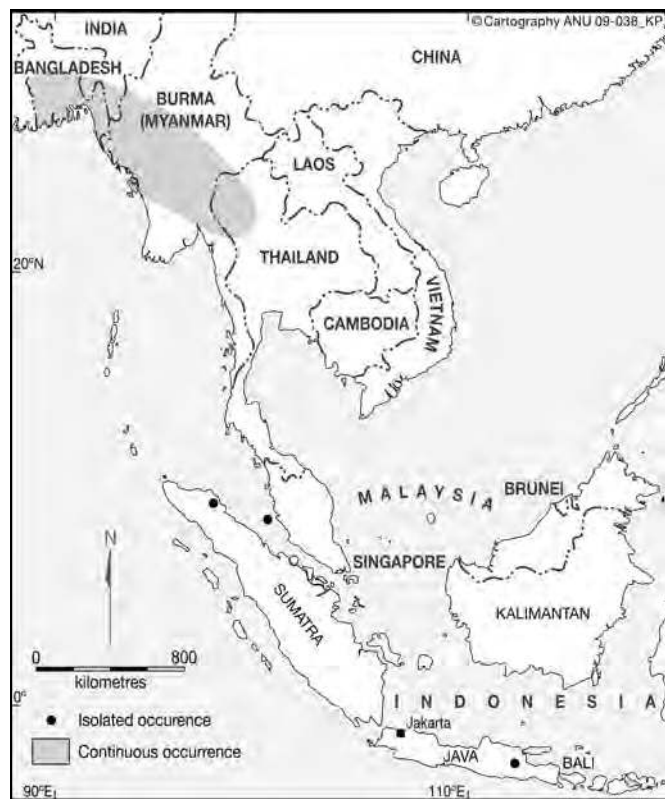 © Cartography ANU 09-038_KP
INDIA
CHINA
BANGLADESH
BURMA
(MYANMAR)
LAOS
20°N
THAILAND
VIETNAM
CAMBODIA
MALAYSIA
BRUNEI
N
SINGAPORE
SUMATRA
KALIMANTAN
0
800
kilometres
0°
INDONESIA
Isolated occurence
Jakarta
Continuous occurrence
JAVA
BALI
90°E
110°E